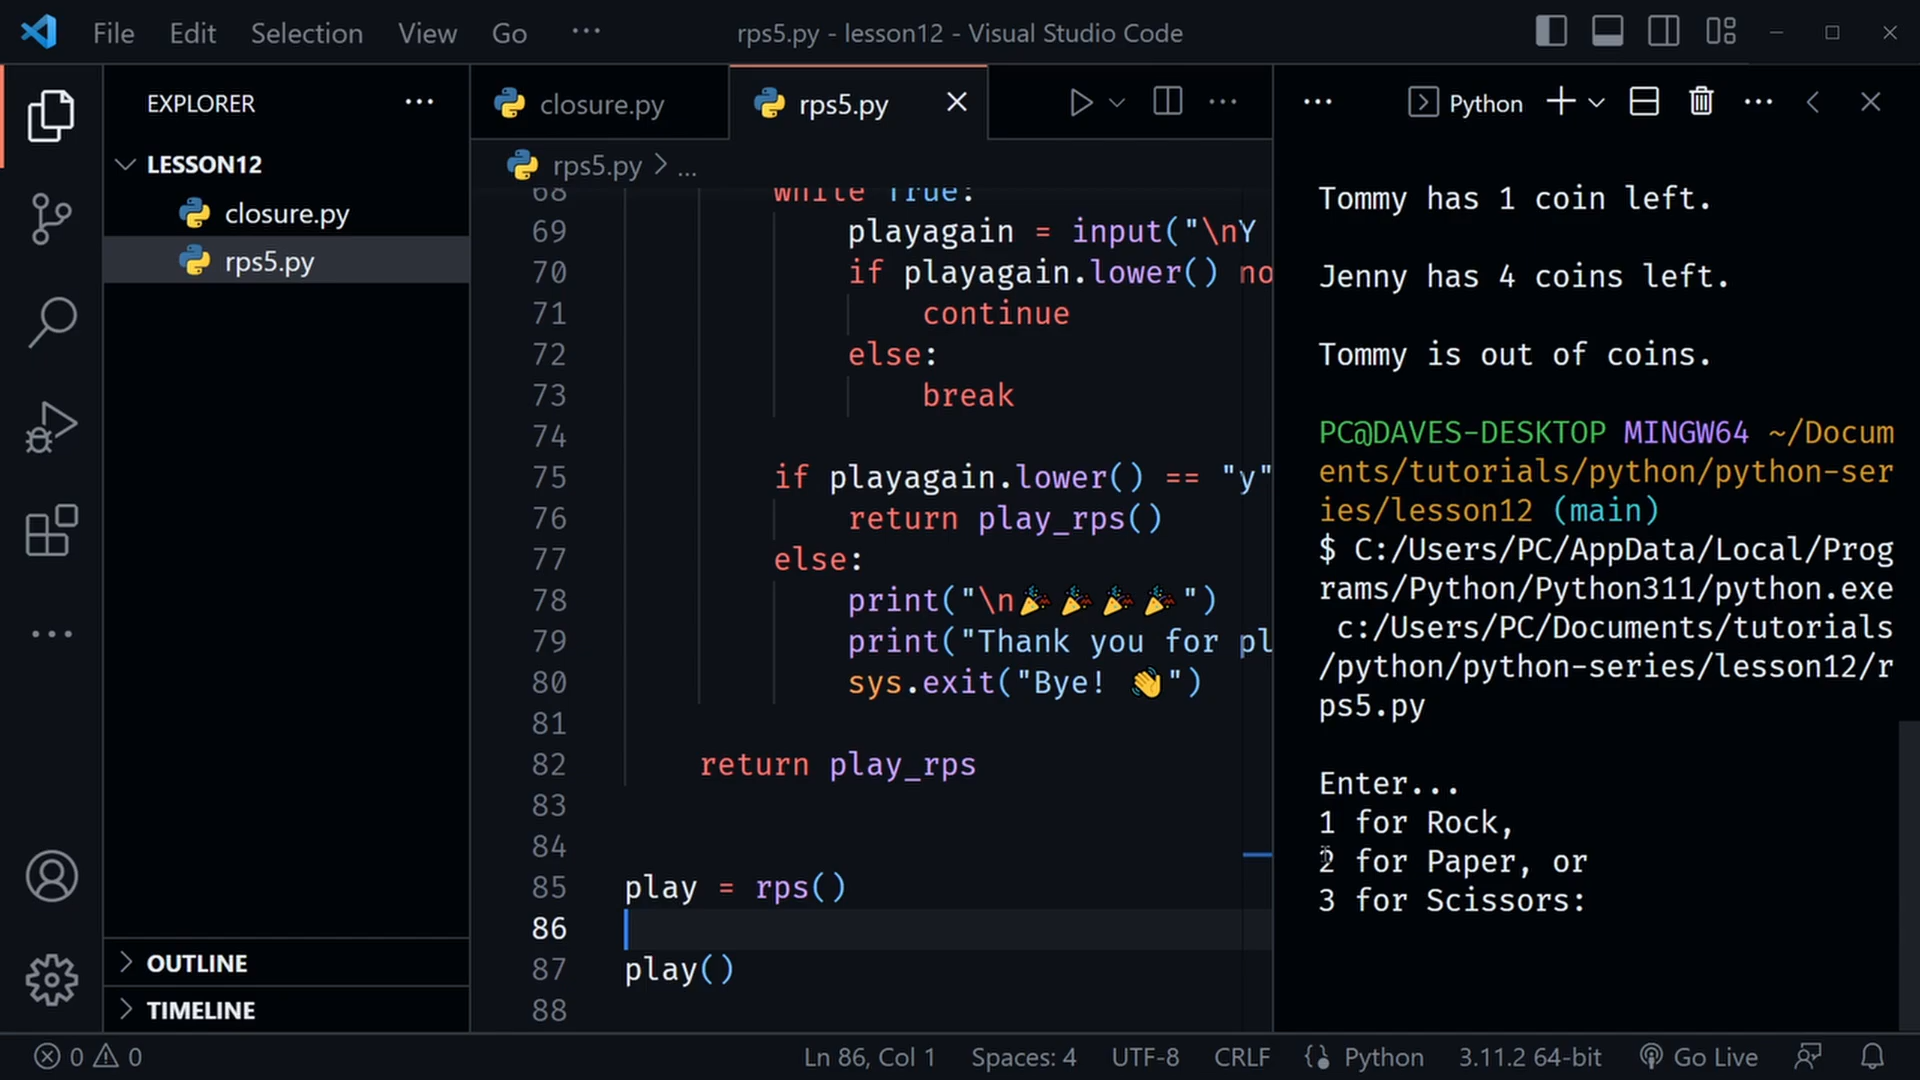 File Edit Selection View Go ...
rps5.py - lesson12 - Visual Studio Code
EXPLORER
LESSON12
closure.py
rps5.py
OUTLINE
TIMELINE
closure.py
rps5.py
rps5.py > ...
68 while True:
69 playagain = input("\nY
70 if playagain.lower() no
71 continue
72 else:
73 break
74
75 if playagain.lower() == "y"
76 return play_rps()
77 else:
78 print("\n🎉🎉🎉🎉")
79 print("Thank you for pl
80 sys.exit("Bye! 👋")
81
82 return play_rps
83
84
85 play = rps()
86
87 play()
88
Python
Tommy has 1 coin left.
Jenny has 4 coins left.
Tommy is out of coins.
PC@DAVES-DESKTOP MINGW64 ~/Docum
ents/tutorials/python/python-ser
ies/lesson12 (main)
$ C:/Users/PC/AppData/Local/Prog
rams/Python/Python311/python.exe
c:/Users/PC/Documents/tutorials
/python/python-series/lesson12/r
ps5.py
Enter...
1 for Rock,
2 for Paper, or
3 for Scissors:
0 0
Ln 86, Col 1 Spaces: 4 UTF-8 CRLF Python 3.11.2 64-bit Go Live